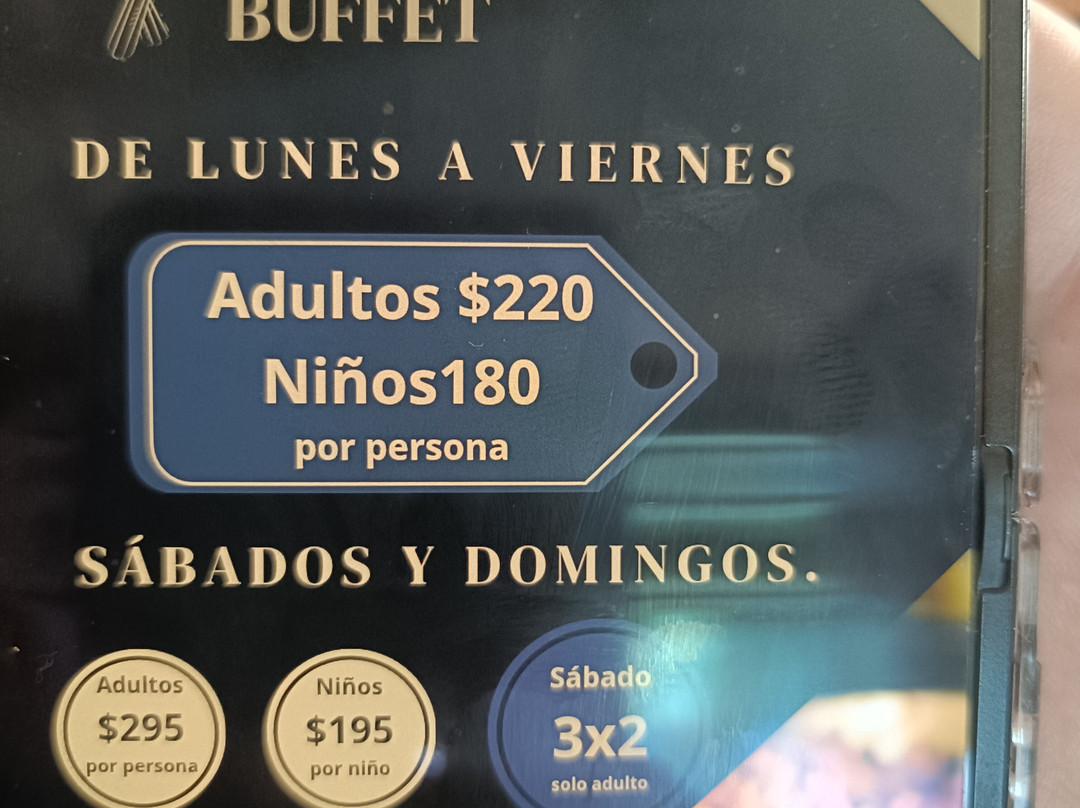 BUFFET
DE LUNES A VIERNES
Adultos $220
Niños180
por persona
SÁBADOS Y DOMINGOS.
Adultos
$295
por persona
Niños
$195
por niño
Sábado
3x2
solo adulto